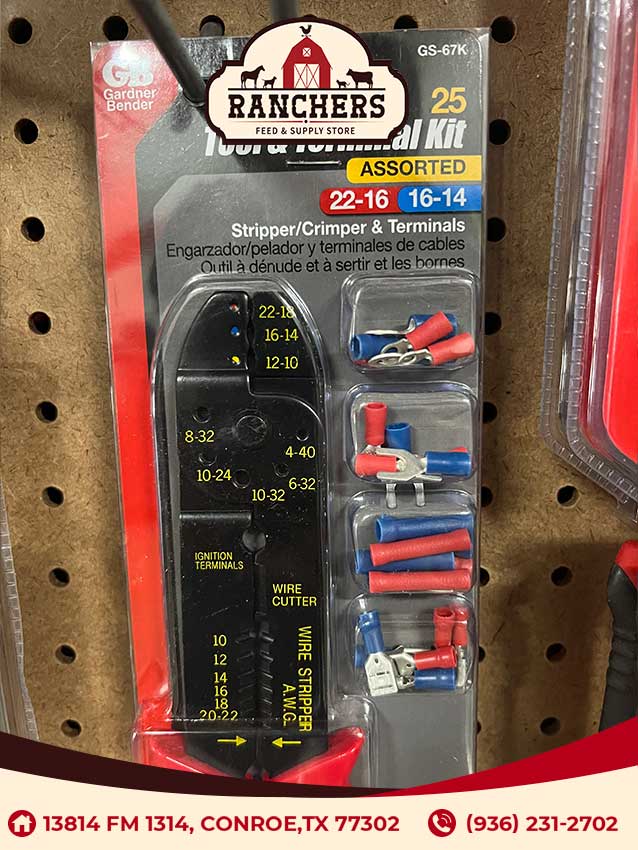 GS-67K
GB
Gardner
Bender
RANCHERS
FEED & SUPPLY STORE
25
Tool & Terminal Kit
ASSORTED
22-16 16-14
Stripper/Crimper & Terminals
Engarzador/pelador y terminales de cables
Outil à dénude et à sertir et les bornes
22-18
16-14
12-10
8-32
4-40
10-24
6-32
10-32
IGNITION
TERMINALS
WIRE
CUTTER
WIRE STRIPPER
A.W.G.
10
12
14
16
18
20-22
13814 FM 1314, CONROE,TX 77302
(936) 231-2702